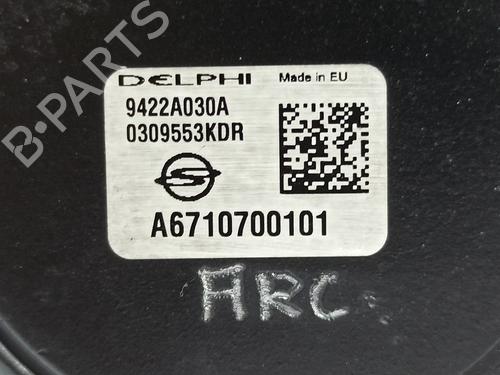 B-PARTS
DELPHI Made in EU
9422A030A
0309553KDR
A6710700101
ARC